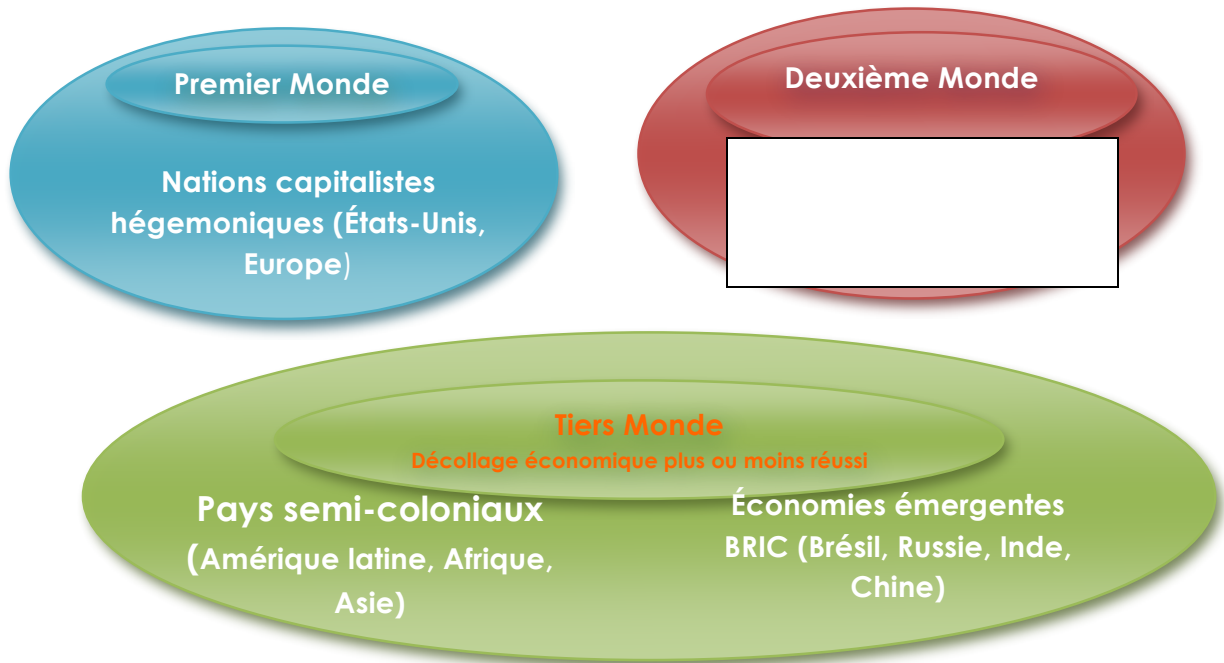 Premier Monde
Nations capitalistes
hégemoniques (États-Unis,
Europe)
Deuxième Monde
Tiers Monde
Décollage économique plus ou moins réussi
Pays semi-coloniaux
(Amérique latine, Afrique,
Asie)
Économies émergentes
BRIC (Brésil, Russie, Inde,
Chine)